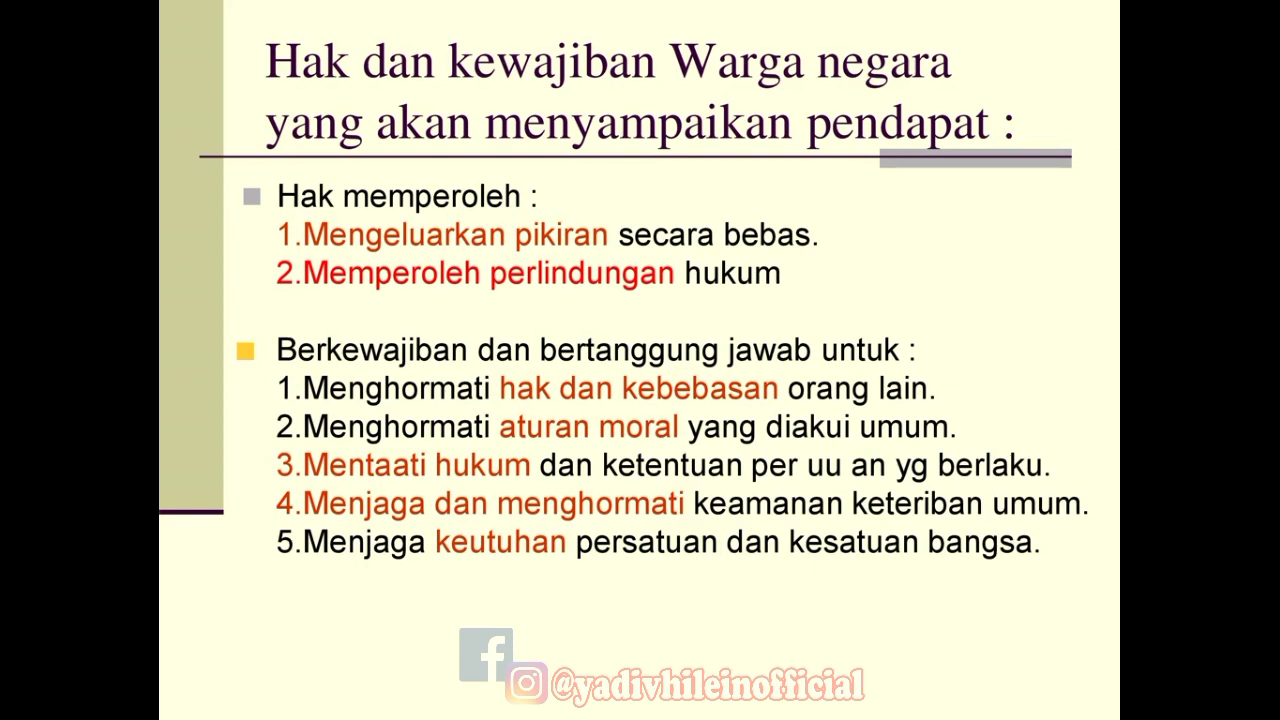 Hak dan kewajiban Warga negara
yang akan menyampaikan pendapat :
Hak memperoleh :
1.Mengeluarkan pikiran secara bebas.
2.Memperoleh perlindungan hukum
Berkewajiban dan bertanggung jawab untuk :
1.Menghormati hak dan kebebasan orang lain.
2.Menghormati aturan moral yang diakui umum.
3.Mentaati hukum dan ketentuan per uu an yg berlaku.
4.Menjaga dan menghormati keamanan keteriban umum.
5.Menjaga keutuhan persatuan dan kesatuan bangsa.
f
@yadivhileinofficial